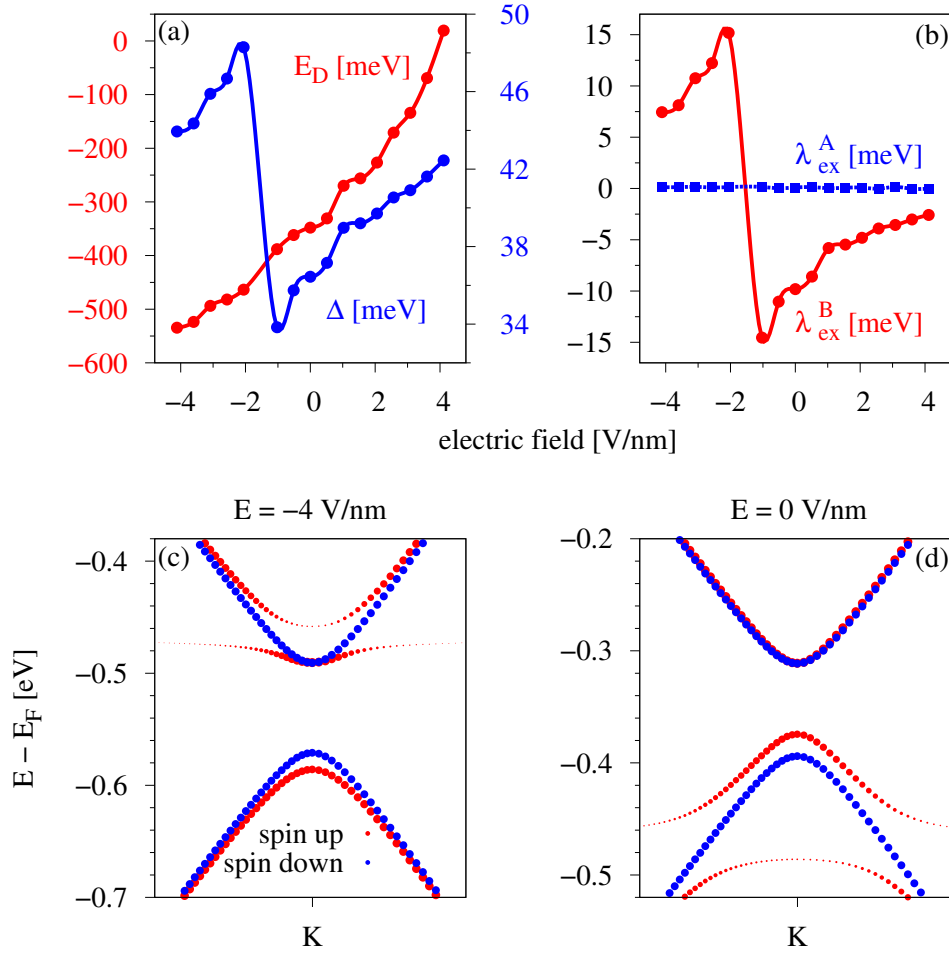 (a)
E_D [meV]
Δ [meV]
0
−100
−200
−300
−400
−500
−600
50
46
42
38
34
−4 −2 0 2 4
(b)
λ_ex^A [meV]
λ_ex^B [meV]
15
10
5
0
−5
−10
−15
−4 −2 0 2 4
electric field [V/nm]
E = −4 V/nm
(c)
−0.4
−0.5
−0.6
−0.7
E − E_F [eV]
spin up
spin down
K
E = 0 V/nm
(d)
−0.2
−0.3
−0.4
−0.5
K